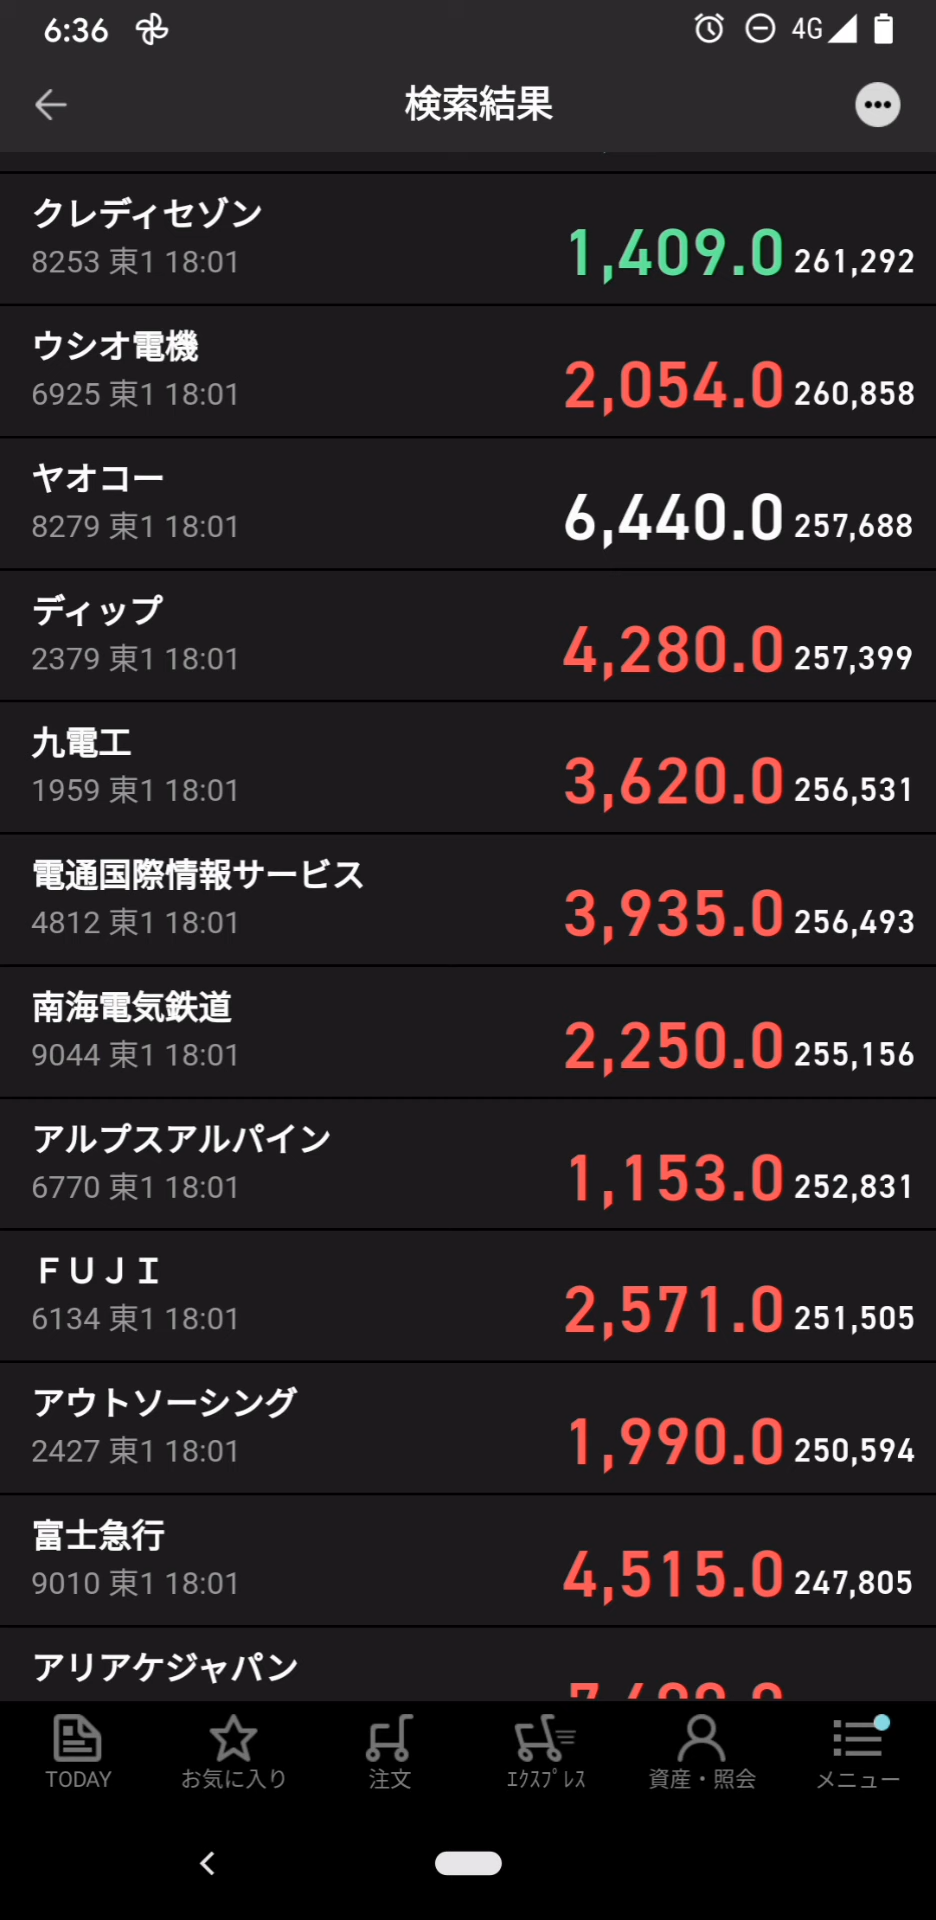 6:36
4G
検索結果
クレディセゾン
8253 東1 18:01
1,409.0 261,292
ウシオ電機
6925 東1 18:01
2,054.0 260,858
ヤオコー
8279 東1 18:01
6,440.0 257,688
ディップ
2379 東1 18:01
4,280.0 257,399
九電工
1959 東1 18:01
3,620.0 256,531
電通国際情報サービス
4812 東1 18:01
3,935.0 256,493
南海電気鉄道
9044 東1 18:01
2,250.0 255,156
アルプスアルパイン
6770 東1 18:01
1,153.0 252,831
ＦＵＪＩ
6134 東1 18:01
2,571.0 251,505
アウトソーシング
2427 東1 18:01
1,990.0 250,594
富士急行
9010 東1 18:01
4,515.0 247,805
アリアケジャパン
TODAY お気に入り 注文 ｴｸｽﾌﾟﾚｽ 資産・照会 メニュー